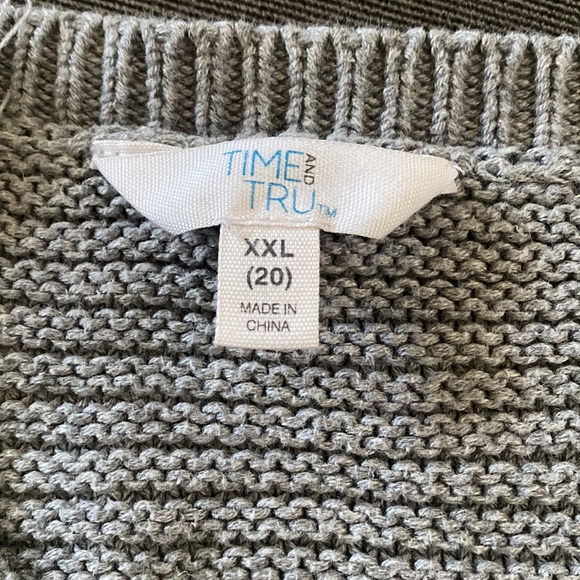 TIME AND
TRU™
XXL
(20)
MADE IN
CHINA